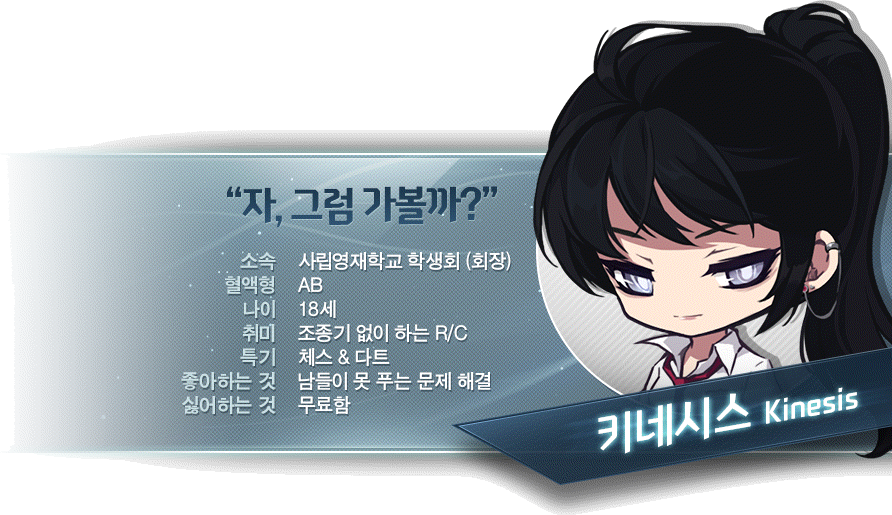 “자, 그럼 가볼까?”
소속 사립영재학교 학생회 (회장)
혈액형 AB
나이 18세
취미 조종기 없이 하는 R/C
특기 체스 & 다트
좋아하는 것 남들이 못 푸는 문제 해결
싫어하는 것 무료함
키네시스 Kinesis